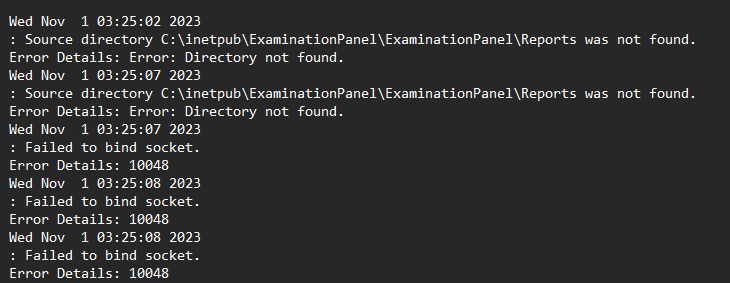 Wed Nov  1 03:25:02 2023
: Source directory C:\inetpub\ExaminationPanel\ExaminationPanel\Reports was not found.
Error Details: Error: Directory not found.
Wed Nov  1 03:25:07 2023
: Source directory C:\inetpub\ExaminationPanel\ExaminationPanel\Reports was not found.
Error Details: Error: Directory not found.
Wed Nov  1 03:25:07 2023
: Failed to bind socket.
Error Details: 10048
Wed Nov  1 03:25:08 2023
: Failed to bind socket.
Error Details: 10048
Wed Nov  1 03:25:08 2023
: Failed to bind socket.
Error Details: 10048